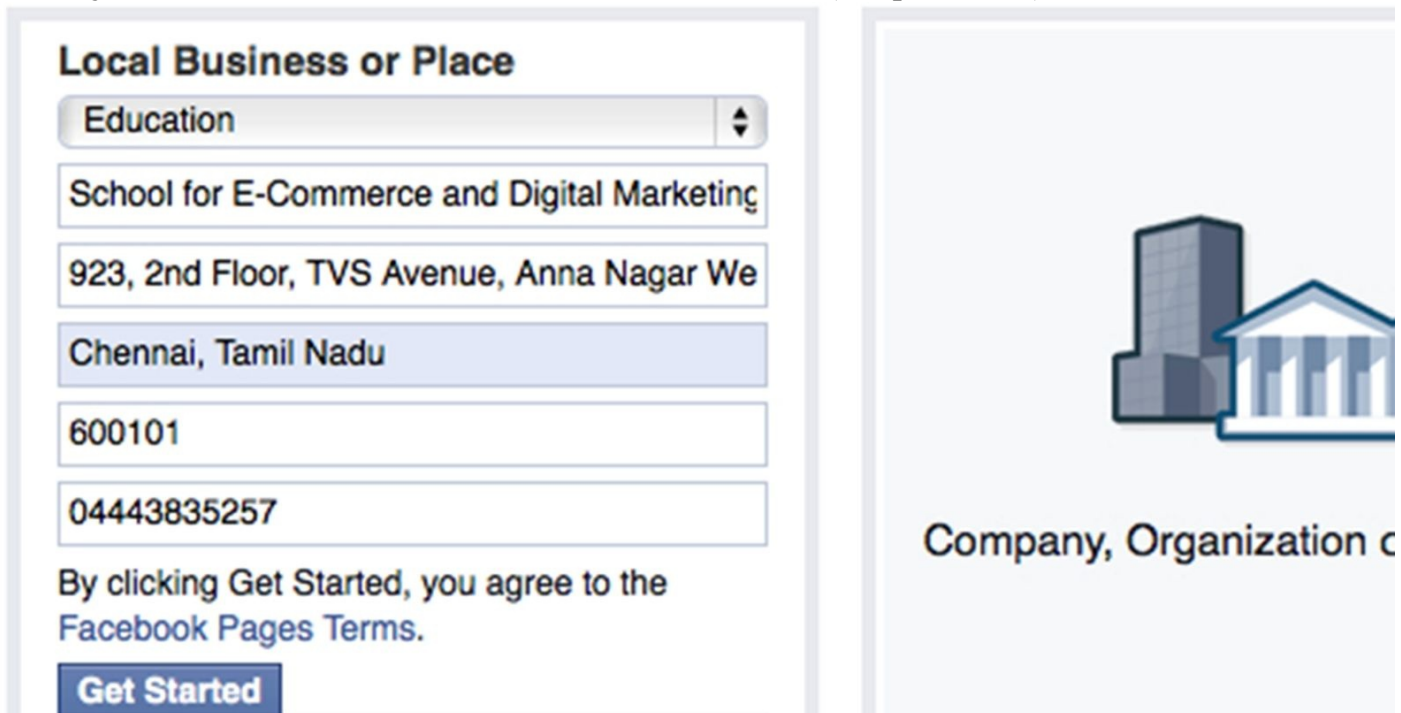 Local Business or Place
Education
School for E-Commerce and Digital Marketing
923, 2nd Floor, TVS Avenue, Anna Nagar We
Chennai, Tamil Nadu
600101
04443835257
By clicking Get Started, you agree to the
Facebook Pages Terms.
Get Started
Company, Organization